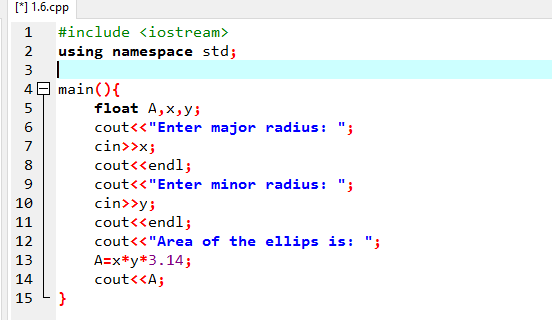 [*] 1.6.cpp
1 #include <iostream>
2 using namespace std;
3
4 main(){
5 float A,x,y;
6 cout<<"Enter major radius: ";
7 cin>>x;
8 cout<<endl;
9 cout<<"Enter minor radius: ";
10 cin>>y;
11 cout<<endl;
12 cout<<"Area of the ellips is: ";
13 A=x*y*3.14;
14 cout<<A;
15 }